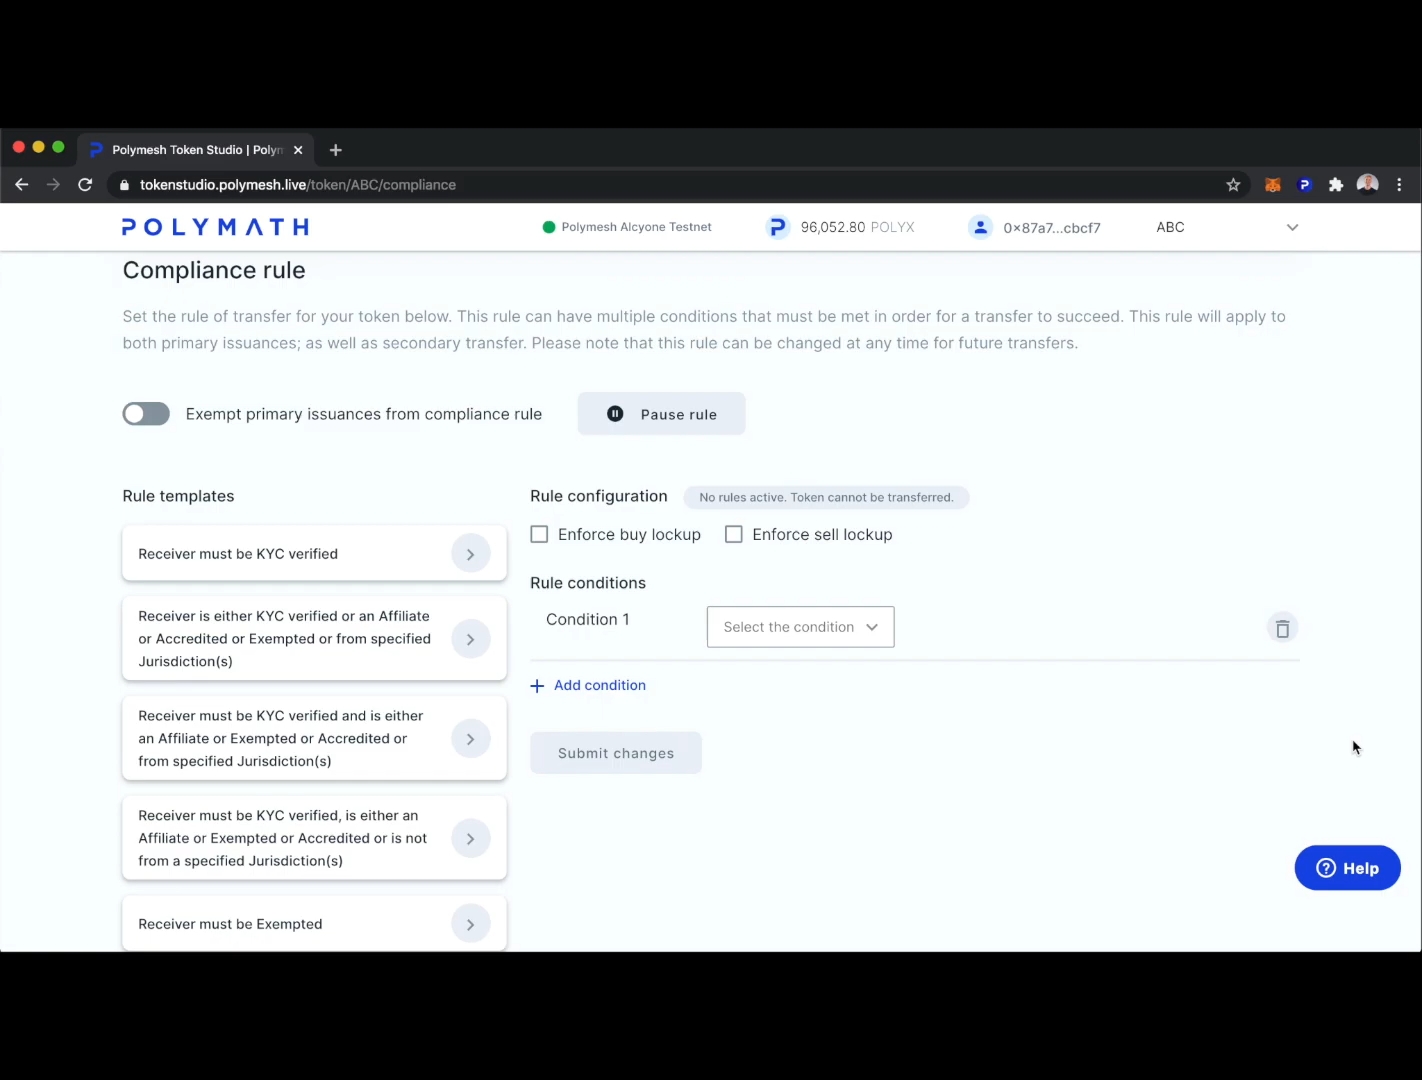 Polymesh Token Studio | Polym
tokenstudio.polymesh.live/token/ABC/compliance
POLYMATH
Polymesh Alcyone Testnet
96,052.80 POLYX
0x87a7...cbcf7
ABC
Compliance rule
Set the rule of transfer for your token below. This rule can have multiple conditions that must be met in order for a transfer to succeed. This rule will apply to
both primary issuances; as well as secondary transfer. Please note that this rule can be changed at any time for future transfers.
Exempt primary issuances from compliance rule
Pause rule
Rule templates
Receiver must be KYC verified
Receiver is either KYC verified or an Affiliate
or Accredited or Exempted or from specified
Jurisdiction(s)
Receiver must be KYC verified and is either
an Affiliate or Exempted or Accredited or
from specified Jurisdiction(s)
Receiver must be KYC verified, is either an
Affiliate or Exempted or Accredited or is not
from a specified Jurisdiction(s)
Receiver must be Exempted
Rule configuration
No rules active. Token cannot be transferred.
Enforce buy lockup
Enforce sell lockup
Rule conditions
Condition 1
Select the condition
Add condition
Submit changes
Help